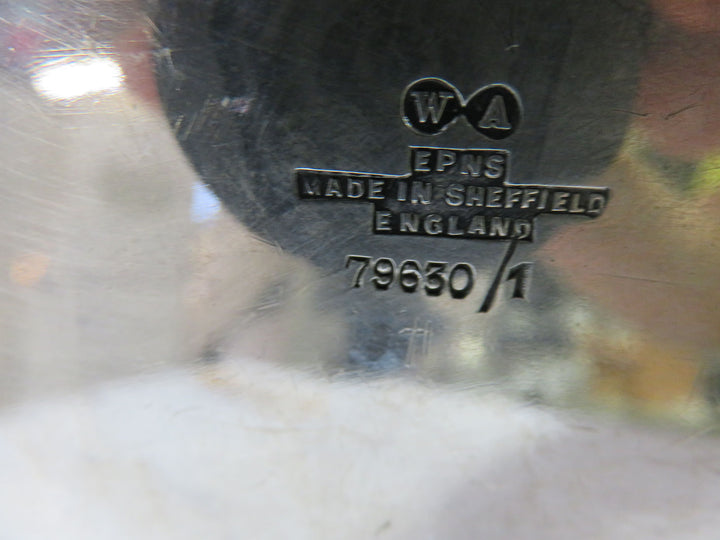 W A
EPNS
MADE IN SHEFFIELD
ENGLAND
79630/1